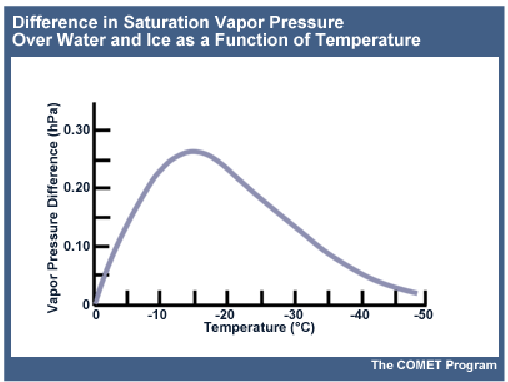 Difference in Saturation Vapor Pressure
Over Water and Ice as a Function of Temperature
Vapor Pressure Difference (hPa)
0.30
0.20
0.10
0
0 -10 -20 -30 -40 -50
Temperature (°C)
The COMET Program